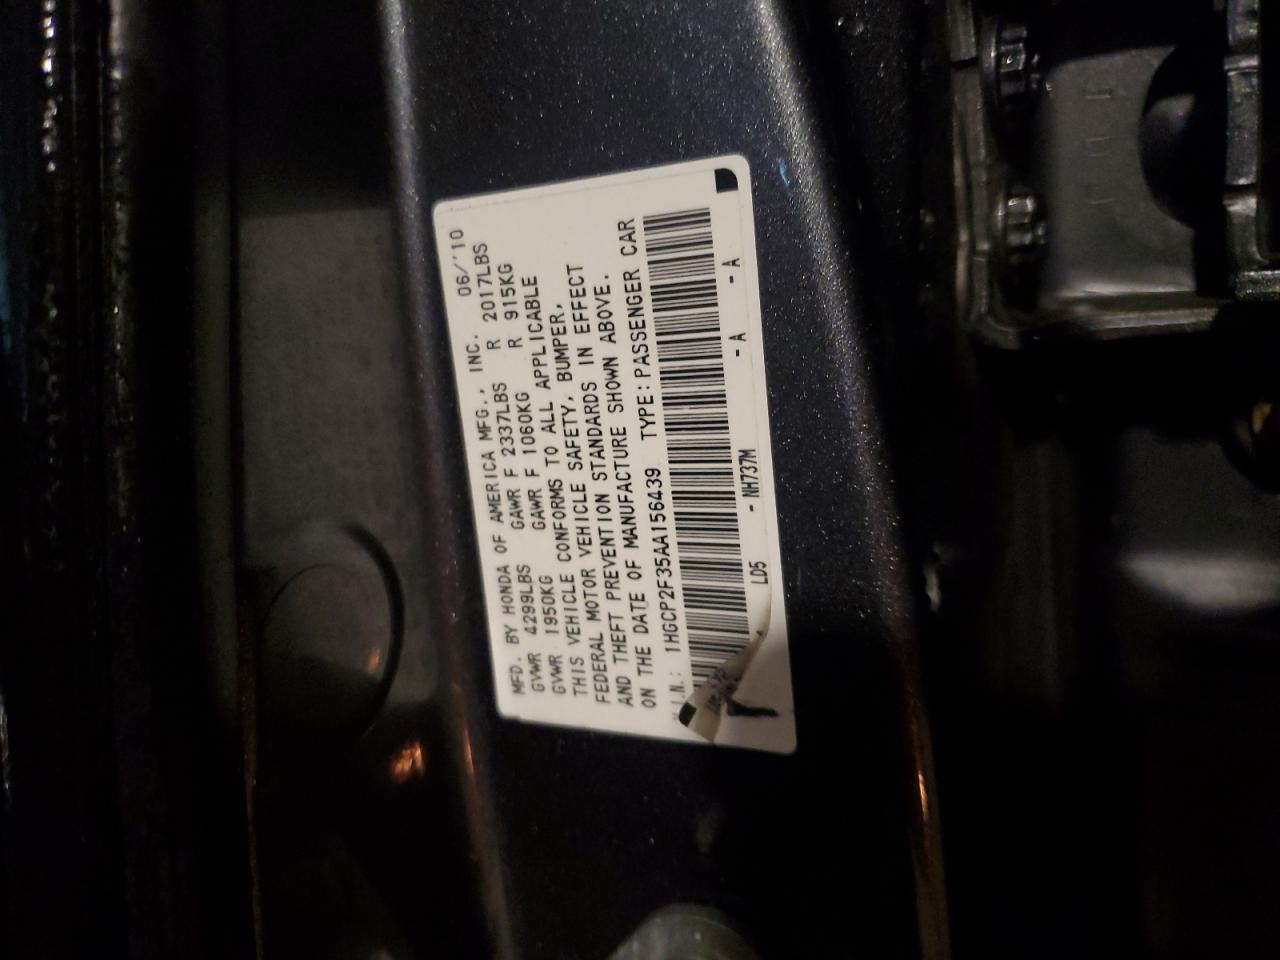 MFD. BY HONDA OF AMERICA MFG., INC. 06/'10
GVWR 4299LBS GAWR F 2337LBS R 2017LBS
GVWR 1950KG GAWR F 1060KG R 915KG
THIS VEHICLE CONFORMS TO ALL APPLICABLE
FEDERAL MOTOR VEHICLE SAFETY, BUMPER,
AND THEFT PREVENTION STANDARDS IN EFFECT
ON THE DATE OF MANUFACTURE SHOWN ABOVE.
V.I.N.: 1HGCP2F35AA156439 TYPE:PASSENGER CAR
LD5 - NH737M - A - A